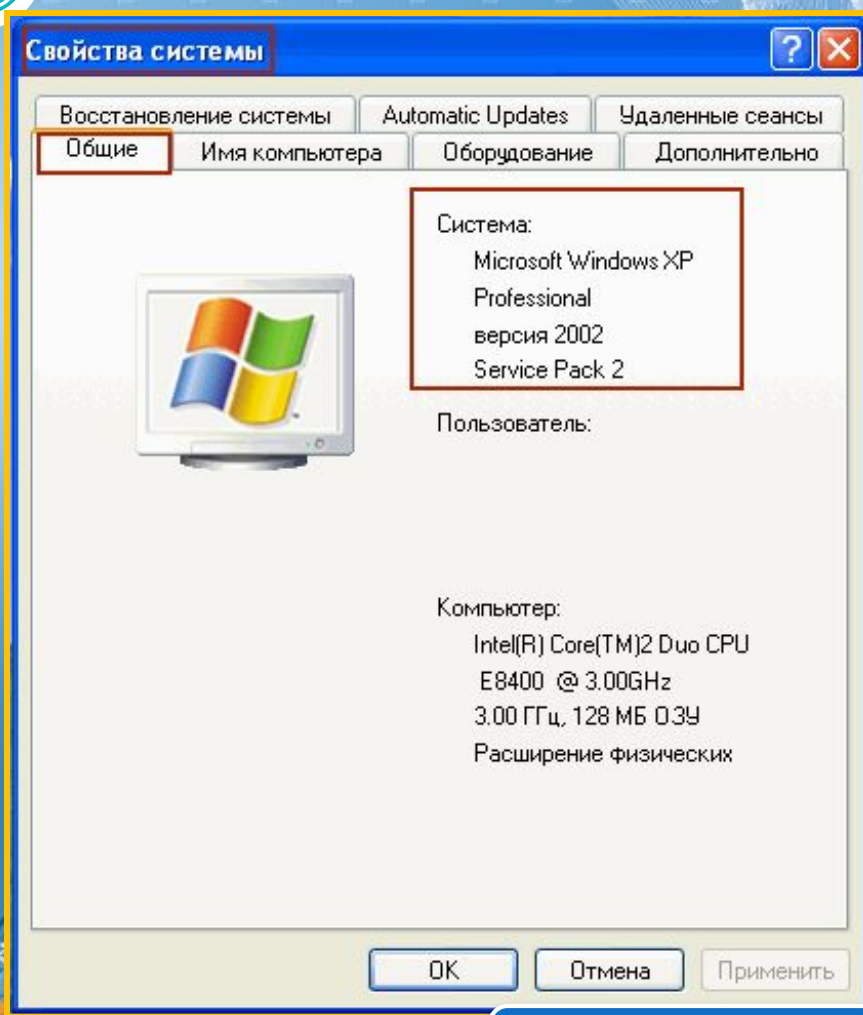 Свойства системы
Восстановление системы Automatic Updates Удаленные сеансы
Общие Имя компьютера Оборудование Дополнительно
Система:
Microsoft Windows XP
Professional
версия 2002
Service Pack 2
Пользователь:
Компьютер:
Intel(R) Core(TM)2 Duo CPU
E8400 @ 3.00GHz
3.00 ГГц, 128 МБ ОЗУ
Расширение физических
OK Отмена Применить